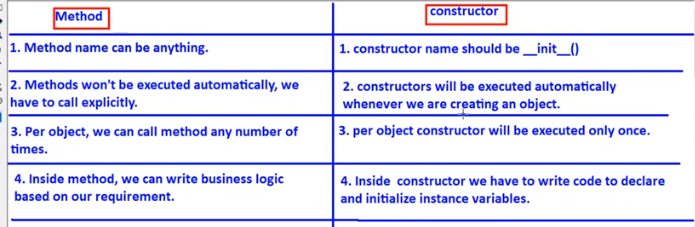 Method
constructor
1. Method name can be anything.
1. constructor name should be __init__()
2. Methods won't be executed automatically, we
have to call explicitly.
2. constructors will be executed automatically
whenever we are creating an object.
3. Per object, we can call method any number of
times.
3. per object constructor will be executed only once.
4. Inside method, we can write business logic
based on our requirement.
4. Inside constructor we have to write code to declare
and initialize instance variables.